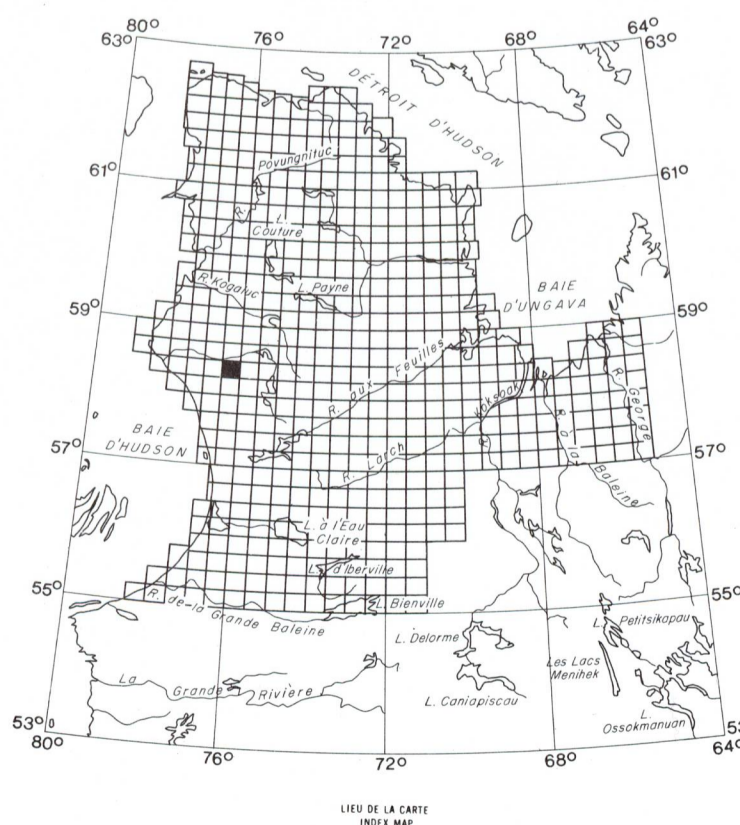 80° 76° 72° 68° 64°
63° 63°
DÉTROIT D'HUDSON
Povungnituc
61° 61°
R.
L.
Couture
R. Kogaluc
L. Payne
BAIE
D'UNGAVA
59° 59°
R. aux Feuilles
Koksoak
R.
R. George
R. à la Baleine
BAIE
D'HUDSON
57° 57°
R. Larch
L. à l'Eau
Claire
L. d'Iberville
55° 55°
R. de-la Grande Baleine
L. Bienville
L. Delorme
L. Petitsikapau
Les Lacs
Menihek
La Grande Rivière
L. Caniapiscau
L.
Ossokmanuan
53° 53
80° 76° 72° 68° 64°
LIEU DE LA CARTE
INDEX MAP